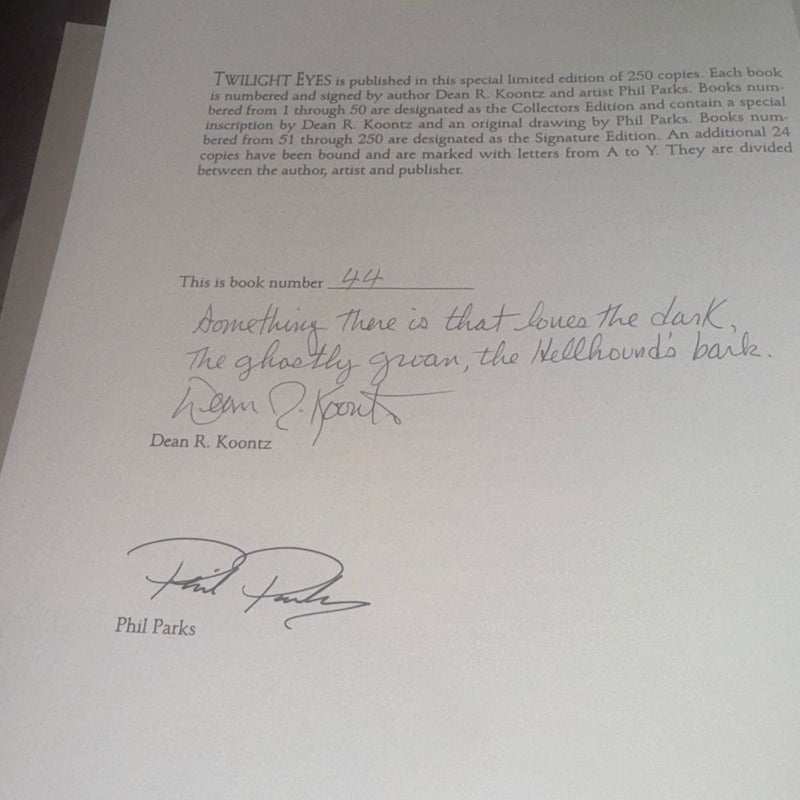 TWILIGHT EYES is published in this special limited edition of 250 copies. Each book
is numbered and signed by author Dean R. Koontz and artist Phil Parks. Books num-
bered from 1 through 50 are designated as the Collectors Edition and contain a special
inscription by Dean R. Koontz and an original drawing by Phil Parks. Books num-
bered from 51 through 250 are designated as the Signature Edition. An additional 24
copies have been bound and are marked with letters from A to Y. They are divided
between the author, artist and publisher.
This is book number 44
Something there is that loves the dark,
The ghostly groan, the Hellhound's bark.
Dean R. Koontz
Dean R. Koontz
Phil Parks
Phil Parks